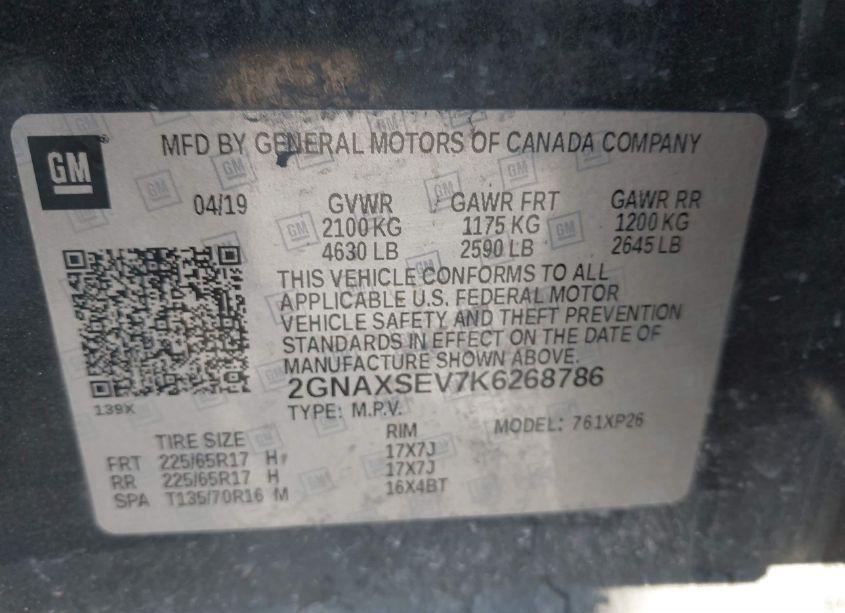 GM
MFD BY GENERAL MOTORS OF CANADA COMPANY
04/19 GVWR GAWR FRT GAWR RR
2100 KG 1175 KG 1200 KG
4630 LB 2590 LB 2645 LB
THIS VEHICLE CONFORMS TO ALL
APPLICABLE U.S. FEDERAL MOTOR
VEHICLE SAFETY AND THEFT PREVENTION
STANDARDS IN EFFECT ON THE DATE OF
MANUFACTURE SHOWN ABOVE.
2GNAXSEV7K6268786
139X
TYPE: M.P.V. MODEL: 761XP26
TIRE SIZE RIM
FRT 225/65R17 H 17X7J
RR 225/65R17 H 17X7J
SPA T135/70R16 M 16X4BT